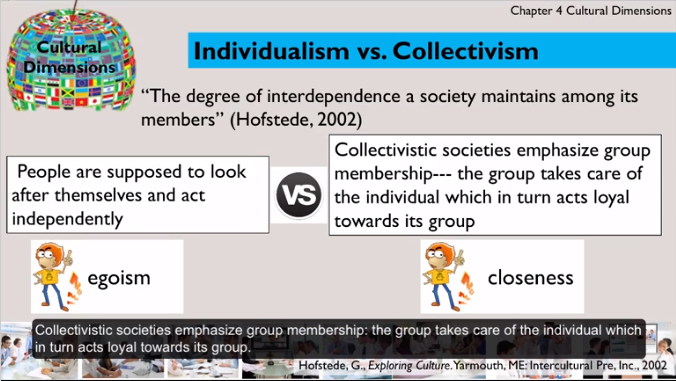 Chapter 4 Cultural Dimensions
Cultural
Dimensions
Individualism vs. Collectivism
“The degree of interdependence a society maintains among its
members” (Hofstede, 2002)
People are supposed to look
after themselves and act
independently
VS
Collectivistic societies emphasize group
membership--- the group takes care of
the individual which in turn acts loyal
towards its group
egoism
closeness
Collectivistic societies emphasize group membership: the group takes care of the individual which
in turn acts loyal towards its group.
Hofstede, G., Exploring Culture. Yarmouth, ME: Intercultural Pre, Inc., 2002